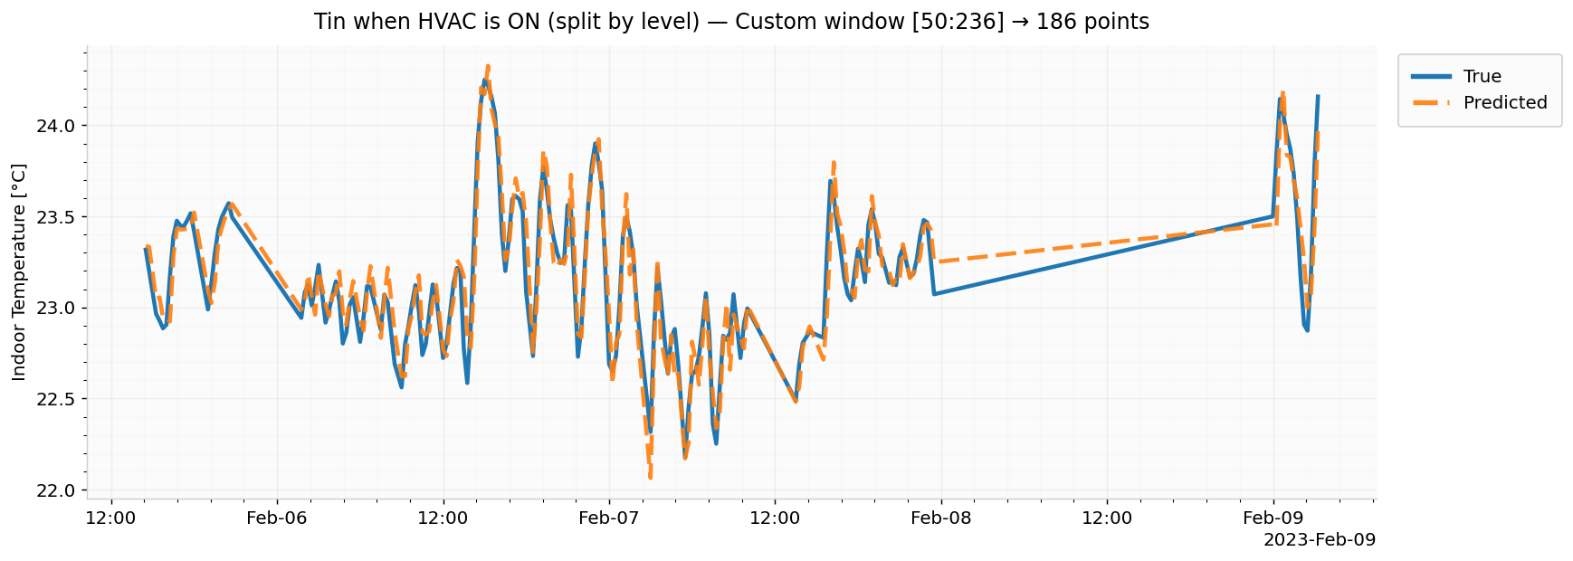 Tin when HVAC is ON (split by level) — Custom window [50:236] → 186 points
True
Predicted
Indoor Temperature [°C]
24.0
23.5
23.0
22.5
22.0
12:00 Feb-06 12:00 Feb-07 12:00 Feb-08 12:00 Feb-09
2023-Feb-09